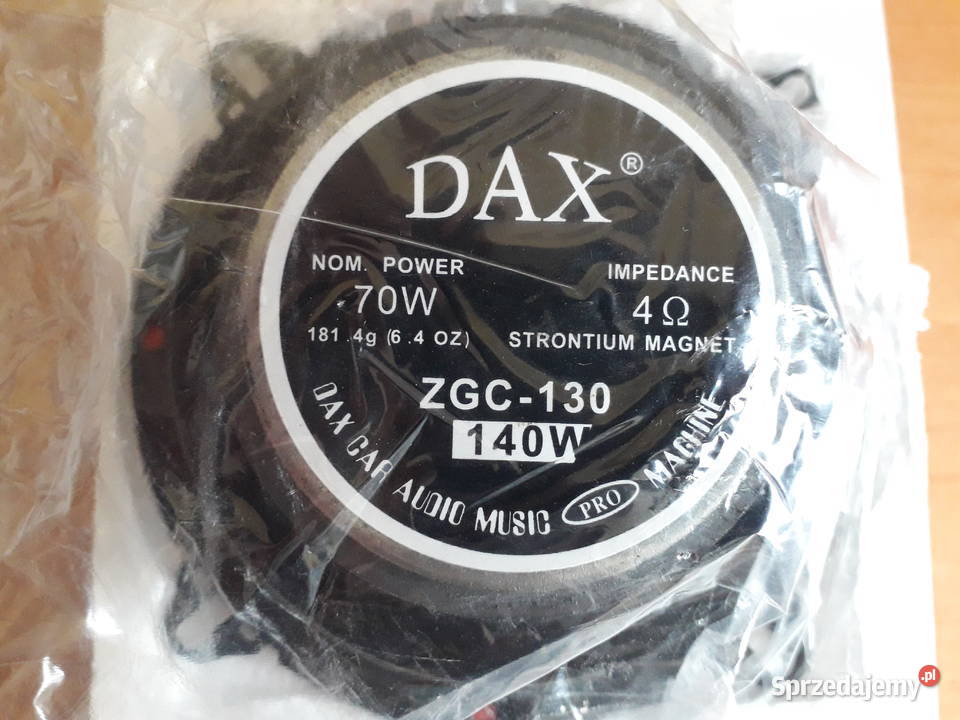 DAX®
NOM. POWER
70W
181.4g (6.4 OZ)
IMPEDANCE
4Ω
STRONTIUM MAGNET
ZGC-130
140W
DAX CAR AUDIO MUSIC PRO MACHINE
Sprzedajemy.pl